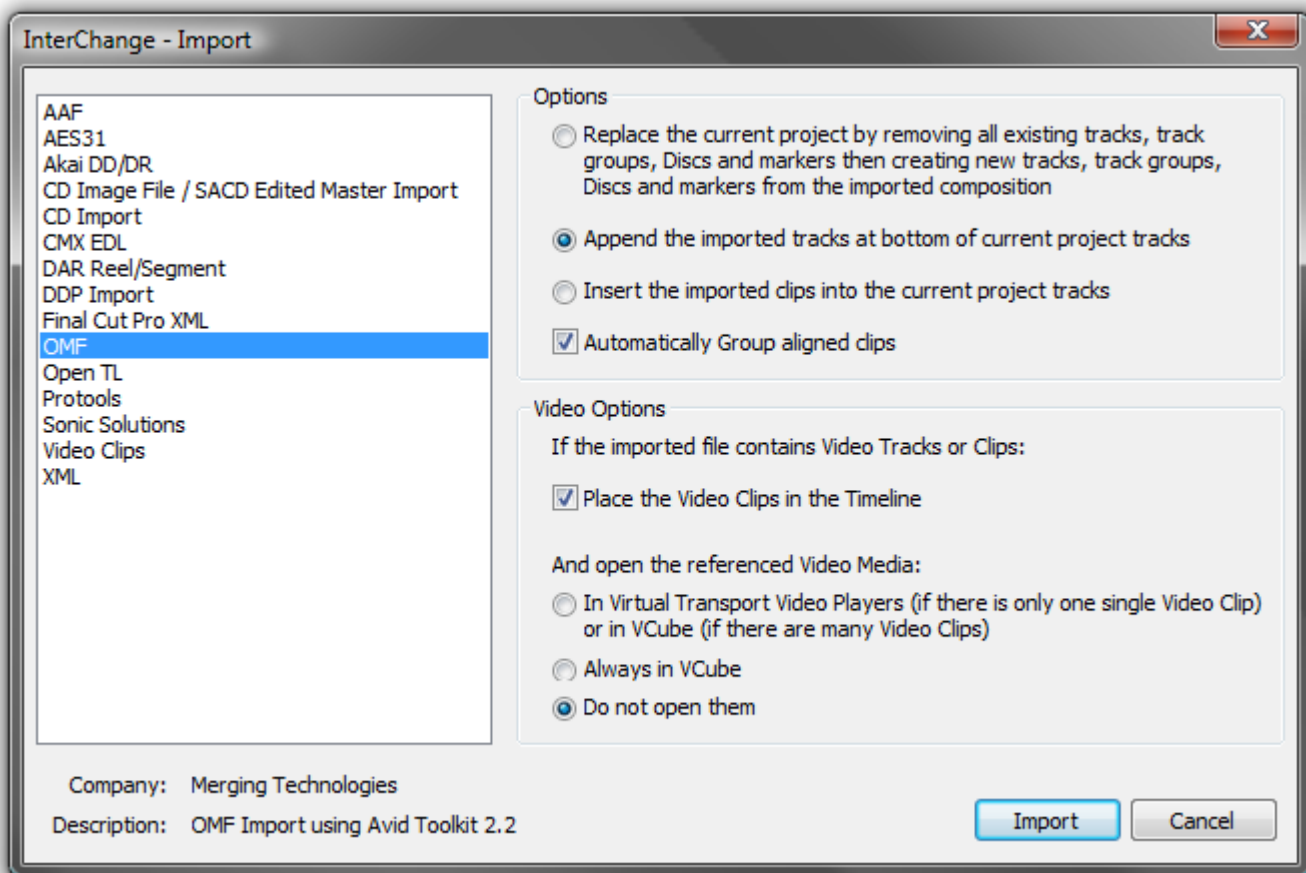 InterChange - Import
AAF
AES31
Akai DD/DR
CD Image File / SACD Edited Master Import
CD Import
CMX EDL
DAR Reel/Segment
DDP Import
Final Cut Pro XML
OMF
Open TL
Protools
Sonic Solutions
Video Clips
XML
Options
Replace the current project by removing all existing tracks, track
groups, Discs and markers then creating new tracks, track groups,
Discs and markers from the imported composition
Append the imported tracks at bottom of current project tracks
Insert the imported clips into the current project tracks
Automatically Group aligned clips
Video Options
If the imported file contains Video Tracks or Clips:
Place the Video Clips in the Timeline
And open the referenced Video Media:
In Virtual Transport Video Players (if there is only one single Video Clip)
or in VCube (if there are many Video Clips)
Always in VCube
Do not open them
Company: Merging Technologies
Description: OMF Import using Avid Toolkit 2.2
Import
Cancel